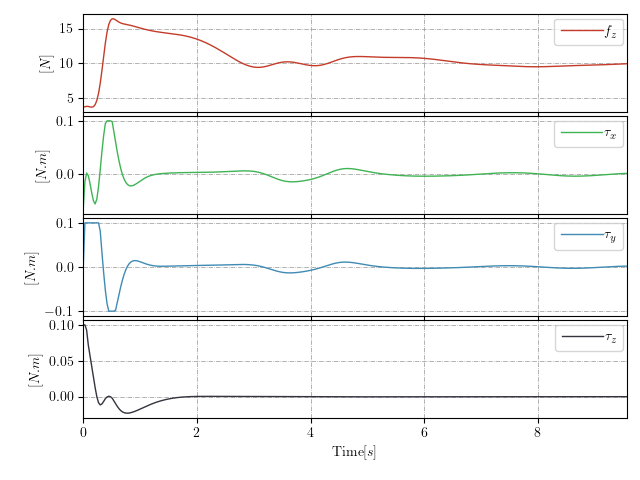 15
10
5
[N]
f_z
0.1
0.0
[N.m]
τ_x
0.1
0.0
−0.1
[N.m]
τ_y
0.10
0.05
0.00
[N.m]
τ_z
0 2 4 6 8
Time[s]